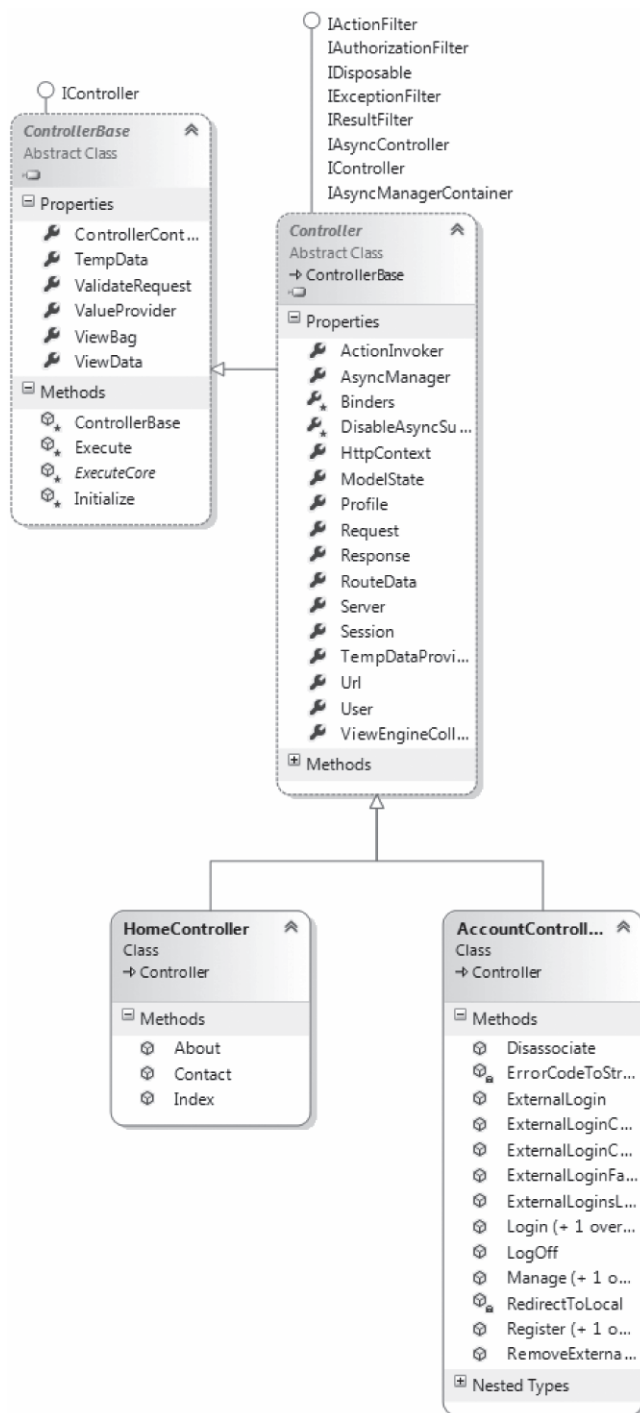 IController
ControllerBase
Abstract Class
Properties
ControllerCont...
TempData
ValidateRequest
ValueProvider
ViewBag
ViewData
Methods
ControllerBase
Execute
ExecuteCore
Initialize
IActionFilter
IAuthorizationFilter
IDisposable
IExceptionFilter
IResultFilter
IAsyncController
IController
IAsyncManagerContainer
Controller
Abstract Class
ControllerBase
Properties
ActionInvoker
AsyncManager
Binders
DisableAsyncSu...
HttpContext
ModelState
Profile
Request
Response
RouteData
Server
Session
TempDataProvi...
Url
User
ViewEngineColl...
Methods
HomeController
Class
Controller
Methods
About
Contact
Index
AccountControll...
Class
Controller
Methods
Disassociate
ErrorCodeToStr...
ExternalLogin
ExternalLoginC...
ExternalLoginC...
ExternalLoginFa...
ExternalLoginsL...
Login (+ 1 over...
LogOff
Manage (+ 1 o...
RedirectToLocal
Register (+ 1 o...
RemoveExterna...
Nested Types